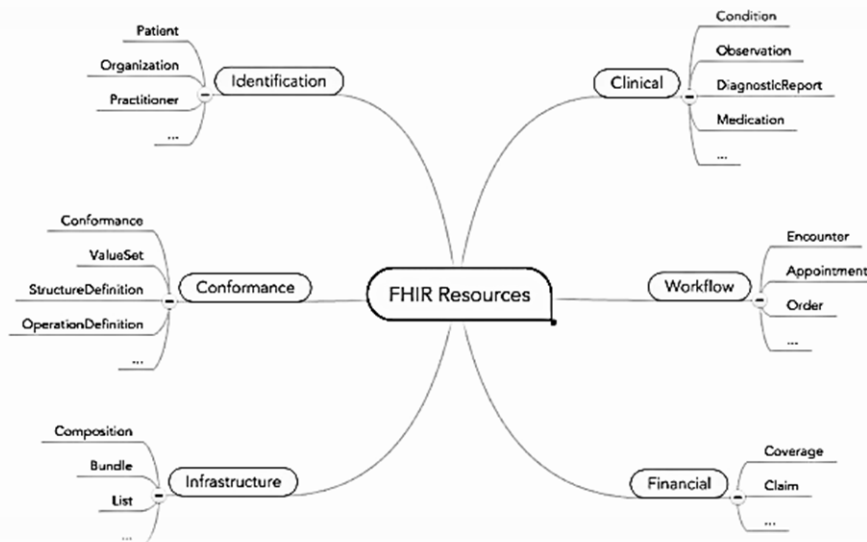 FHIR Resources
Identification
Patient
Organization
Practitioner
...
Conformance
Conformance
ValueSet
StructureDefinition
OperationDefinition
...
Infrastructure
Composition
Bundle
List
...
Clinical
Condition
Observation
DiagnosticReport
Medication
...
Workflow
Encounter
Appointment
Order
...
Financial
Coverage
Claim
...